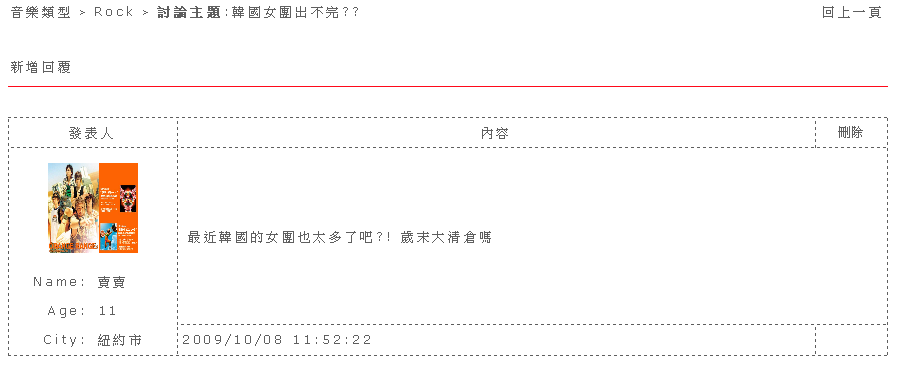 音樂類型 > Rock > 討論主題:韓國女團出不完??
回上一頁
新增回覆
發表人 內容 刪除
最近韓國的女團也太多了吧?! 歲末大清倉嗎
Name: 賣賣
Age: 11
City: 紐約市
2009/10/08 11:52:22